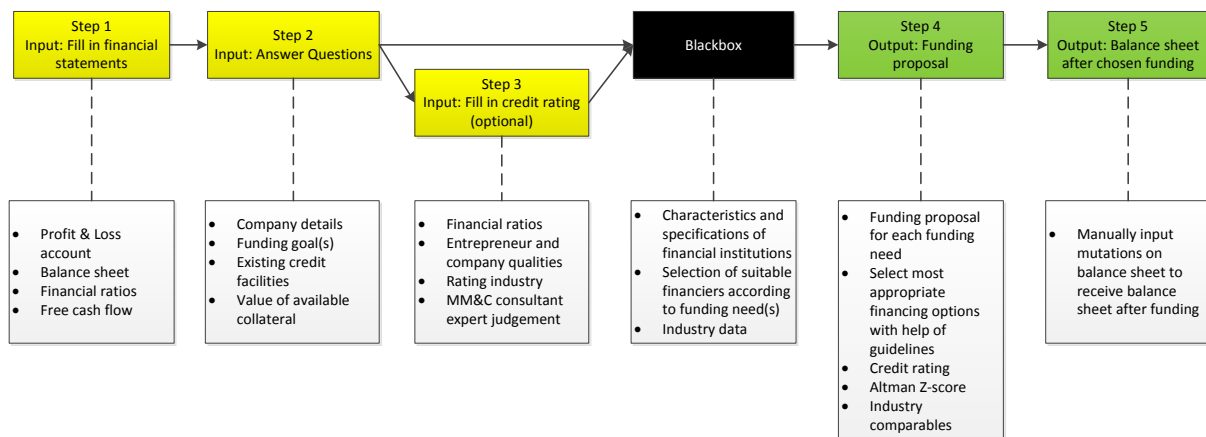 Step 1
Input: Fill in financial
statements
Step 2
Input: Answer Questions
Step 3
Input: Fill in credit rating
(optional)
Blackbox
Step 4
Output: Funding
proposal
Step 5
Output: Balance sheet
after chosen funding
• Profit & Loss
account
• Balance sheet
• Financial ratios
• Free cash flow
• Company details
• Funding goal(s)
• Existing credit
facilities
• Value of available
collateral
• Financial ratios
• Entrepreneur and
company qualities
• Rating industry
• MM&C consultant
expert judgement
• Characteristics and
specifications of
financial institutions
• Selection of suitable
financiers according
to funding need(s)
• Industry data
• Funding proposal
for each funding
need
• Select most
appropriate
financing options
with help of
guidelines
• Credit rating
• Altman Z-score
• Industry
comparables
• Manually input
mutations on
balance sheet to
receive balance
sheet after funding